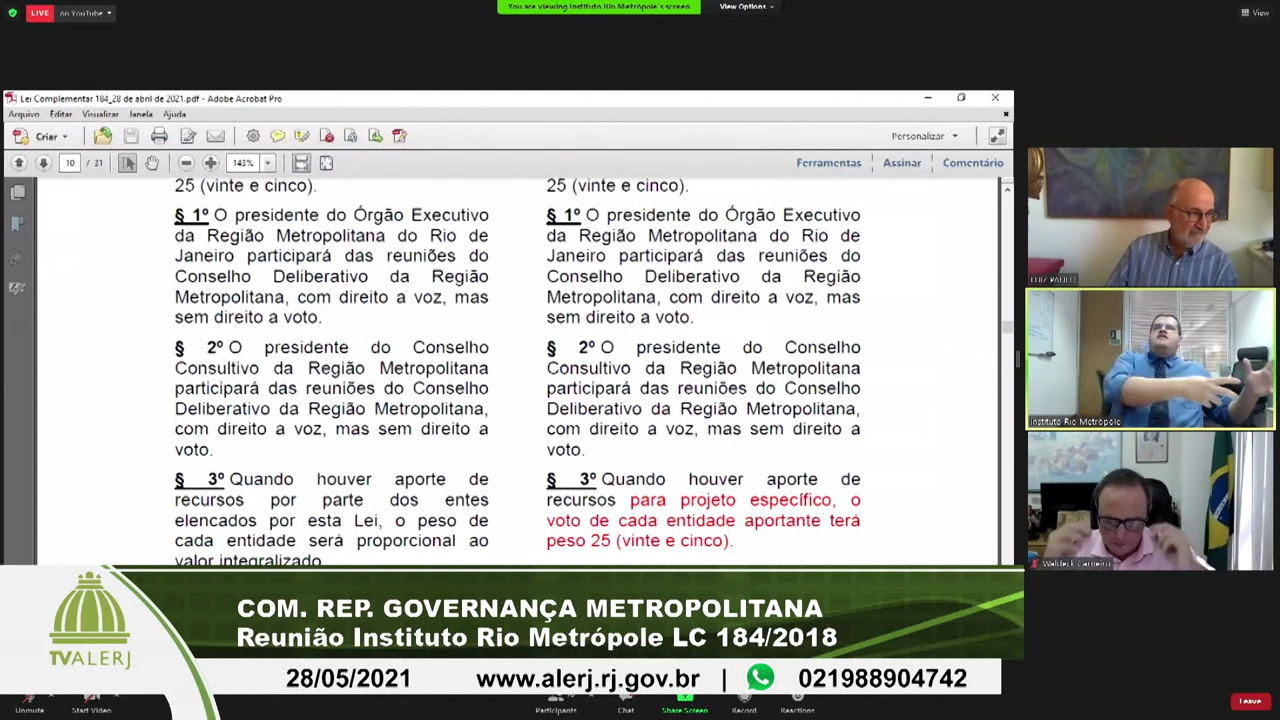 LIVE on YouTube
You are viewing Instituto Rio Metrópole's screen
View Options
View
Lei Complementar 184_28 de abril de 2021.pdf - Adobe Acrobat Pro
Arquivo Editar Visualizar Janela Ajuda
Criar
Personalizar
10 / 31
143%
Ferramentas Assinar Comentário
25 (vinte e cinco).
§ 1º O presidente do Órgão Executivo
da Região Metropolitana do Rio de
Janeiro participará das reuniões do
Conselho Deliberativo da Região
Metropolitana, com direito a voz, mas
sem direito a voto.
§ 2º O presidente do Conselho
Consultivo da Região Metropolitana
participará das reuniões do Conselho
Deliberativo da Região Metropolitana,
com direito a voz, mas sem direito a
voto.
§ 3º Quando houver aporte de
recursos por parte dos entes
elencados por esta Lei, o peso de
cada entidade será proporcional ao
valor integralizado
25 (vinte e cinco).
§ 1º O presidente do Órgão Executivo
da Região Metropolitana do Rio de
Janeiro participará das reuniões do
Conselho Deliberativo da Região
Metropolitana, com direito a voz, mas
sem direito a voto.
§ 2º O presidente do Conselho
Consultivo da Região Metropolitana
participará das reuniões do Conselho
Deliberativo da Região Metropolitana,
com direito a voz, mas sem direito a
voto.
§ 3º Quando houver aporte de
recursos para projeto específico, o
voto de cada entidade aportante terá
peso 25 (vinte e cinco).
LUIZ PAULO
Instituto Rio Metrópole
Waldeck Carneiro
TVALERJ
COM. REP. GOVERNANÇA METROPOLITANA
Reunião Instituto Rio Metrópole LC 184/2018
28/05/2021 www.alerj.rj.gov.br | 021988904742
Unmute Start Video Participants Chat Share Screen Record Reactions Leave